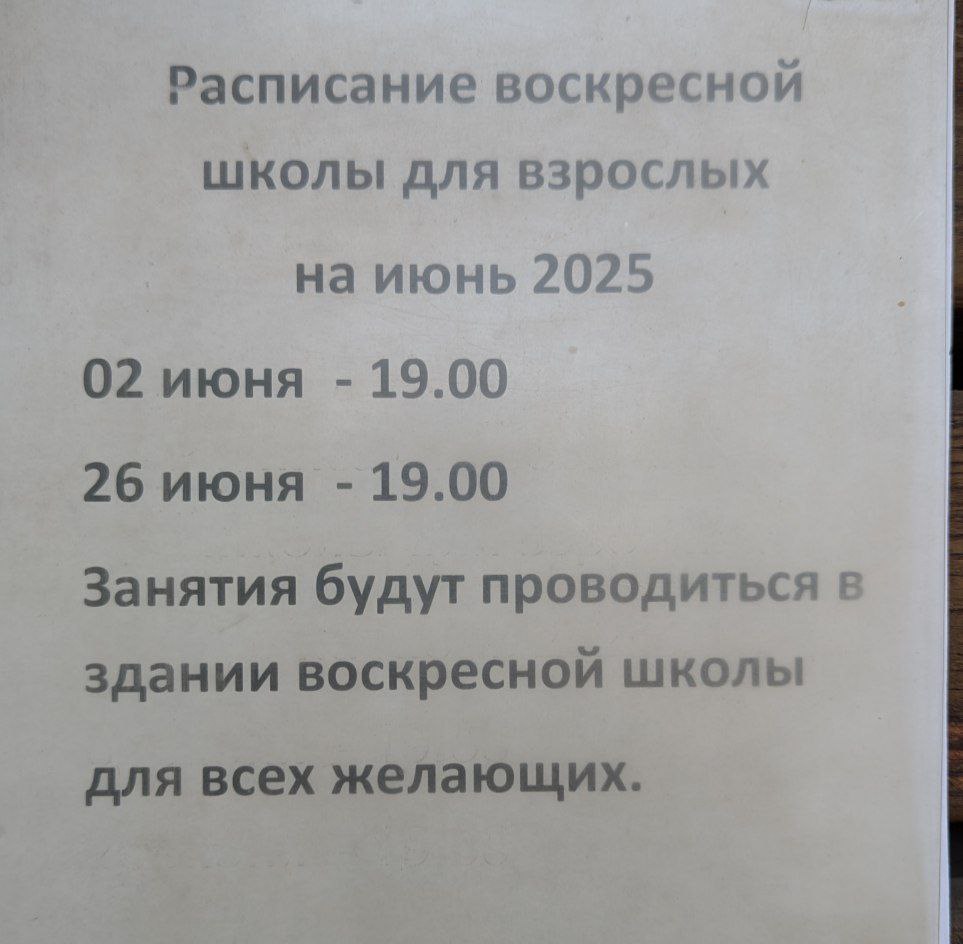 Расписание воскресной
школы для взрослых
на июнь 2025
02 июня - 19.00
26 июня - 19.00
Занятия будут проводиться в
здании воскресной школы
для всех желающих.